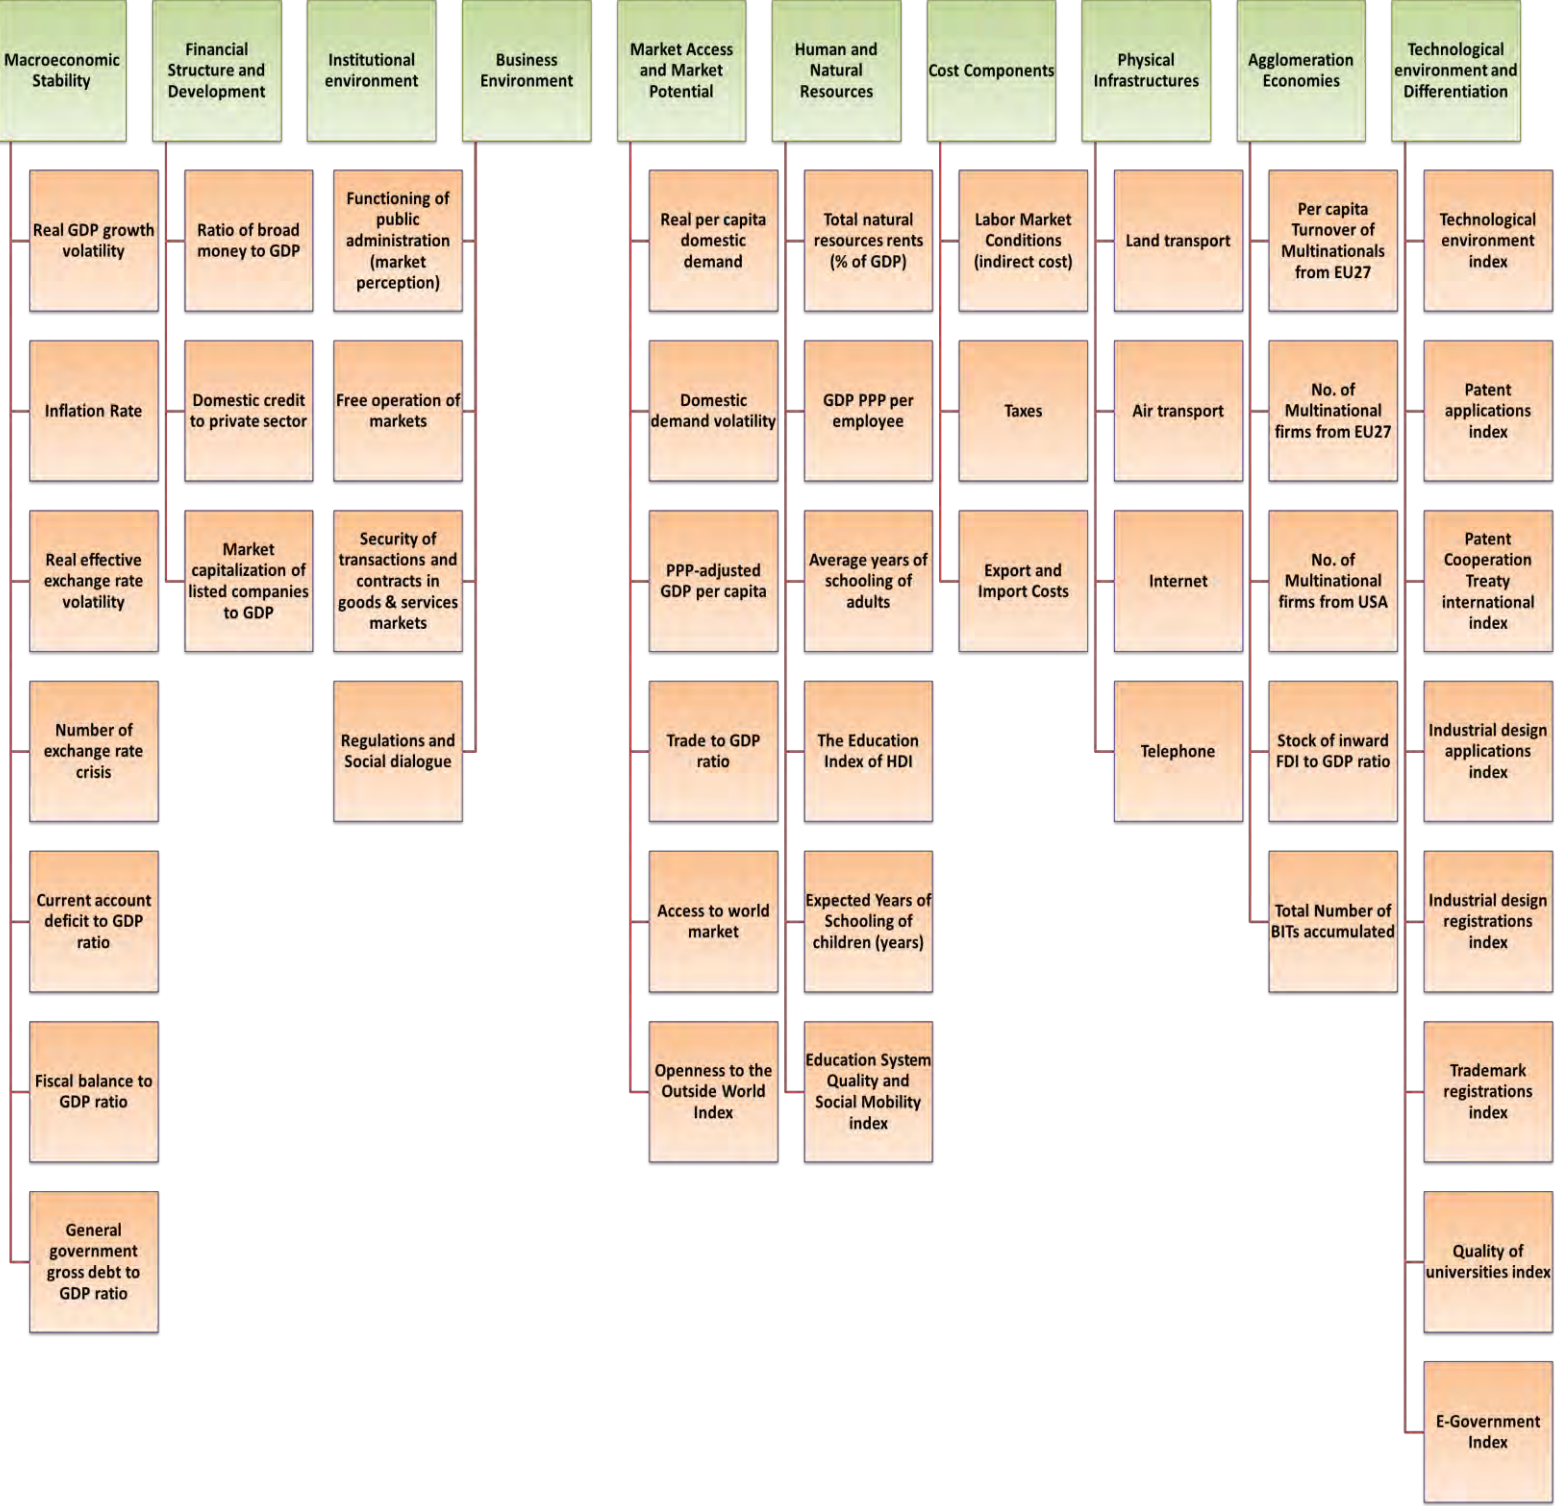 Macroeconomic
Stability
Financial
Structure and
Development
Institutional
environment
Business
Environment
Market Access
and Market
Potential
Human and
Natural
Resources
Cost Components
Physical
Infrastructures
Agglomeration
Economies
Technological
environment and
Differentiation
Real GDP growth
volatility
Inflation Rate
Real effective
exchange rate
volatility
Number of
exchange rate
crisis
Current account
deficit to GDP
ratio
Fiscal balance to
GDP ratio
General
government
gross debt to
GDP ratio
Ratio of broad
money to GDP
Domestic credit
to private sector
Market
capitalization of
listed companies
to GDP
Functioning of
public
administration
(market
perception)
Free operation of
markets
Security of
transactions and
contracts in
goods & services
markets
Regulations and
Social dialogue
Real per capita
domestic
demand
Domestic
demand volatility
PPP-adjusted
GDP per capita
Trade to GDP
ratio
Access to world
market
Openness to the
Outside World
Index
Total natural
resources rents
(% of GDP)
GDP PPP per
employee
Average years of
schooling of
adults
The Education
Index of HDI
Expected Years of
Schooling of
children (years)
Education System
Quality and
Social Mobility
index
Labor Market
Conditions
(indirect cost)
Taxes
Export and
Import Costs
Land transport
Air transport
Internet
Telephone
Per capita
Turnover of
Multinationals
from EU27
No. of
Multinational
firms from EU27
No. of
Multinational
firms from USA
Stock of inward
FDI to GDP ratio
Total Number of
BITs accumulated
Technological
environment
index
Patent
applications
index
Patent
Cooperation
Treaty
international
index
Industrial design
applications
index
Industrial design
registrations
index
Trademark
registrations
index
Quality of
universities index
E-Government
Index